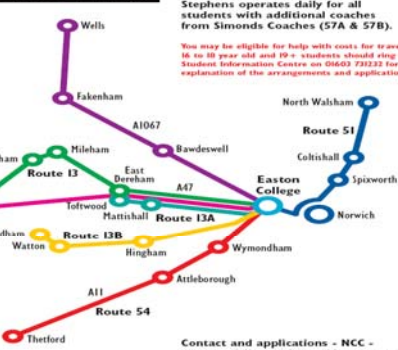 Stephens operates daily for all
students with additional coaches
from Simonds Coaches (57A & 57B).
You may be eligible for help with costs for
16 to 18 year old and 19+ students should ring
Student Information Centre on 01603 731232 for
explanation of the arrangements and
Wells
Fakenham
North Walsham
A1067
Route 51
Mileham
Bawdeswell
Coltishall
Route 13
East
Dereham
A47
Easton
College
Spixworth
Toftwood
Mattishall
Route 13A
Norwich
Route 13B
Watton
Hingham
Wymondham
A11
Attleborough
Route 54
Thetford
Contact and applications - NCC -